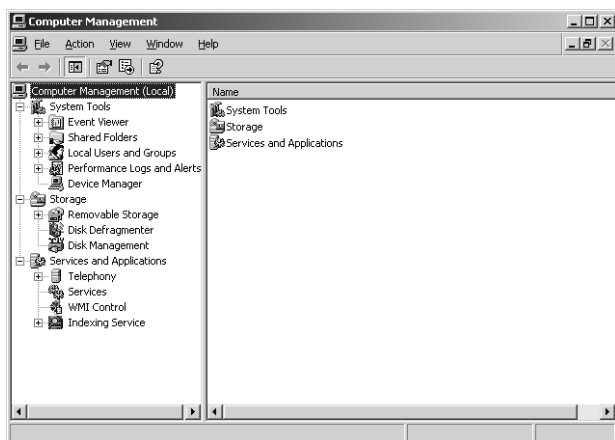 Computer Management
File Action View Window Help
Computer Management (Local)
System Tools
Event Viewer
Shared Folders
Local Users and Groups
Performance Logs and Alerts
Device Manager
Storage
Removable Storage
Disk Defragmenter
Disk Management
Services and Applications
Telephony
Services
WMI Control
Indexing Service
Name
System Tools
Storage
Services and Applications